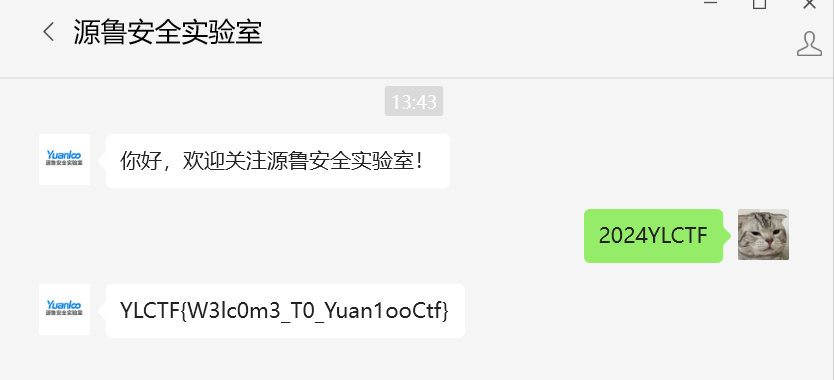 源鲁安全实验室
13:43
Yuanloo
源鲁安全实验室
你好，欢迎关注源鲁安全实验室！
2024YLCTF
Yuanloo
源鲁安全实验室
YLCTF{W3lc0m3_T0_Yuan1ooCtf}